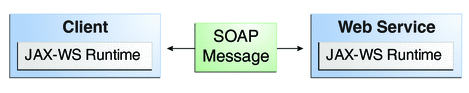 Client
JAX-WS Runtime
SOAP
Message
Web Service
JAX-WS Runtime